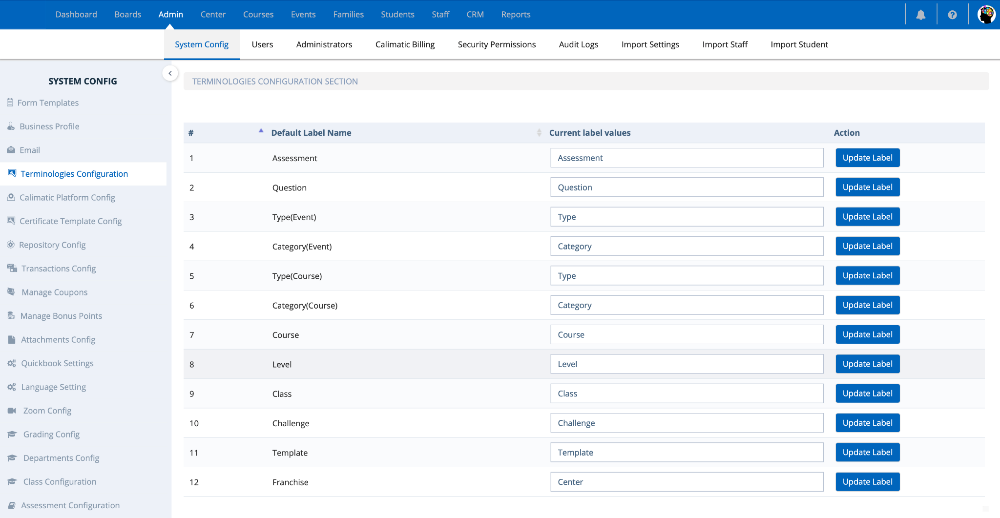 Dashboard Boards Admin Center Courses Events Families Students Staff CRM Reports
System Config Users Administrators Calimatic Billing Security Permissions Audit Logs Import Settings Import Staff Import Student
SYSTEM CONFIG
Form Templates
Business Profile
Email
Terminologies Configuration
Calimatic Platform Config
Certificate Template Config
Repository Config
Transactions Config
Manage Coupons
Manage Bonus Points
Attachments Config
Quickbook Settings
Language Setting
Zoom Config
Grading Config
Departments Config
Class Configuration
Assessment Configuration
TERMINOLOGIES CONFIGURATION SECTION
# Default Label Name Current label values Action
1 Assessment Assessment Update Label
2 Question Question Update Label
3 Type(Event) Type Update Label
4 Category(Event) Category Update Label
5 Type(Course) Type Update Label
6 Category(Course) Category Update Label
7 Course Course Update Label
8 Level Level Update Label
9 Class Class Update Label
10 Challenge Challenge Update Label
11 Template Template Update Label
12 Franchise Center Update Label